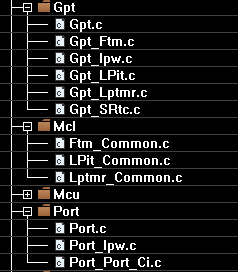 Gpt
Gpt.c
Gpt_Ftm.c
Gpt_Ipw.c
Gpt_LPit.c
Gpt_Lptmr.c
Gpt_SRtc.c
Mcl
Ftm_Common.c
LPit_Common.c
Lptmr_Common.c
Mcu
Port
Port.c
Port_Ipw.c
Port_Port_Ci.c